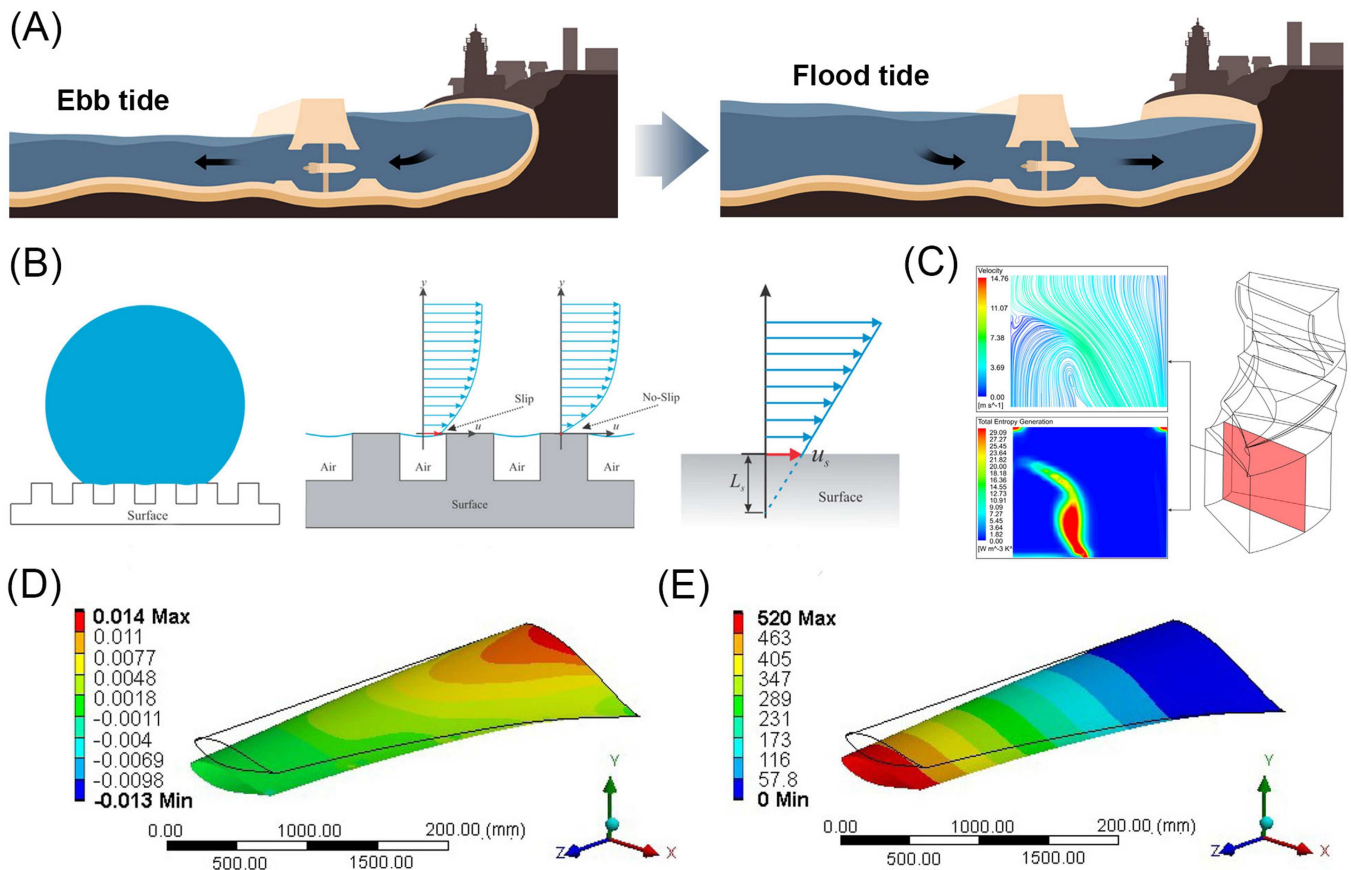 (A)
Ebb tide
Flood tide
(B)
y
y
Slip
No-Slip
u
u
Air
Air
Air
Surface
Surface
u_s
L_s
Surface
(C)
Velocity
14.76
11.07
7.38
3.69
0.00
[m s^-1]
Total Entropy Generation
29.09
27.27
25.45
23.64
21.82
20.00
18.18
16.36
14.55
12.73
10.91
9.09
7.27
5.45
3.64
1.82
0.00
[W m^-3 K^
(D)
0.014 Max
0.011
0.0077
0.0048
0.0018
-0.0011
-0.004
-0.0069
-0.0098
-0.013 Min
0.00
1000.00
200.00 (mm)
500.00
1500.00
Y
Z
X
(E)
520 Max
463
405
347
289
231
173
116
57.8
0 Min
0.00
1000.00
200.00 (mm)
500.00
1500.00
Y
Z
X